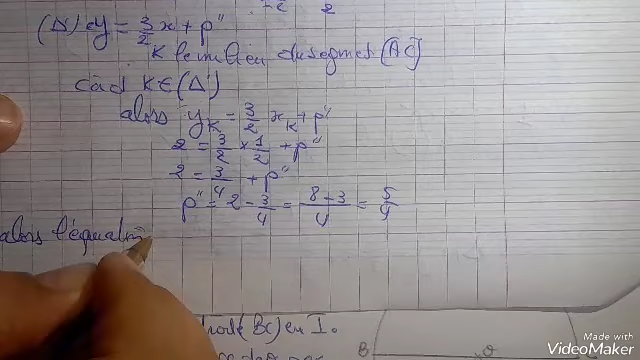 (Δ) y = 3/2 x + p''
K le milieu du segment [AC]
càd K ∈ (Δ)
alors y_K = 3/2 x_K + p''
2 = 3/2 × 1/2 + p''
2 = 3/4 + p''
p'' = 2 - 3/4 = 8-3/4 = 5/4
alors l'équatio
(BC) en I.
B
Made with
VideoMaker